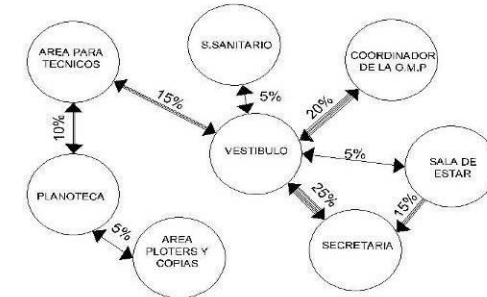 AREA PARA
TECNICOS
S.SANITARIO
COORDINADOR
DE LA O.M.P
15%
5%
20%
10%
VESTIBULO
5%
SALA DE
ESTAR
PLANOTECA
25%
15%
5%
AREA
PLOTERS Y
COPIAS
SECRETARIA